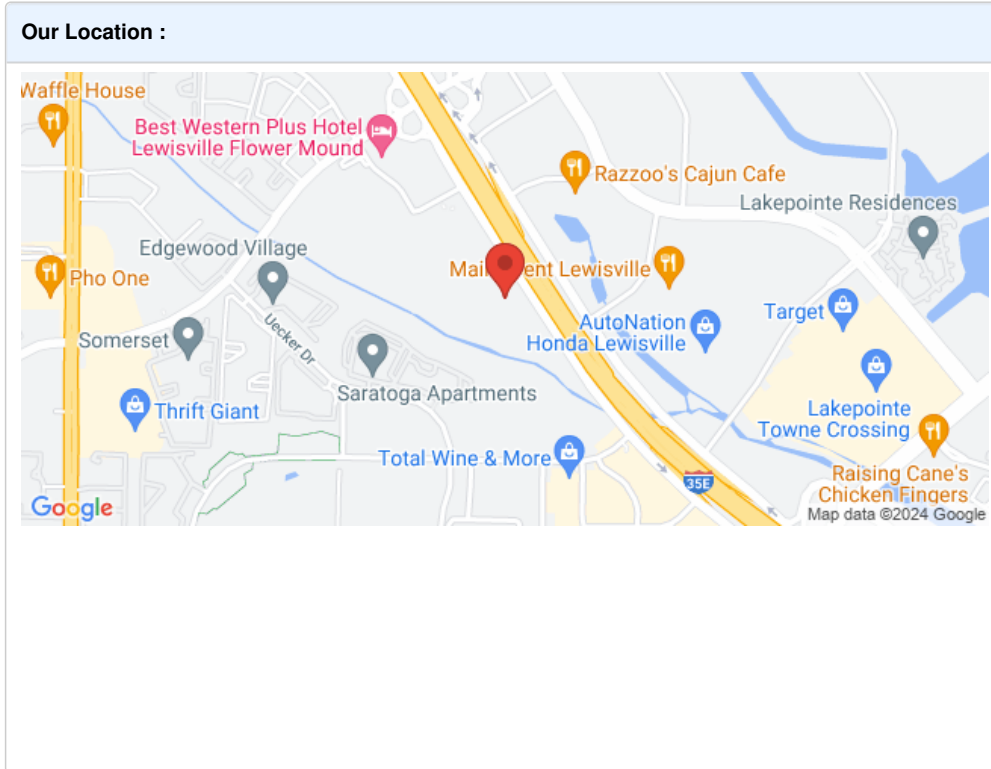 Our Location :
Waffle House
Best Western Plus Hotel
Lewisville Flower Mound
Razzoo's Cajun Cafe
Lakepointe Residences
Edgewood Village
Pho One
Lewisville
Target
AutoNation
Honda Lewisville
Somerset
Uecker Dr
Saratoga Apartments
Thrift Giant
Lakepointe
Towne Crossing
Total Wine & More
Raising Cane's
Chicken Fingers
35E
Google
Map data ©2024 Google